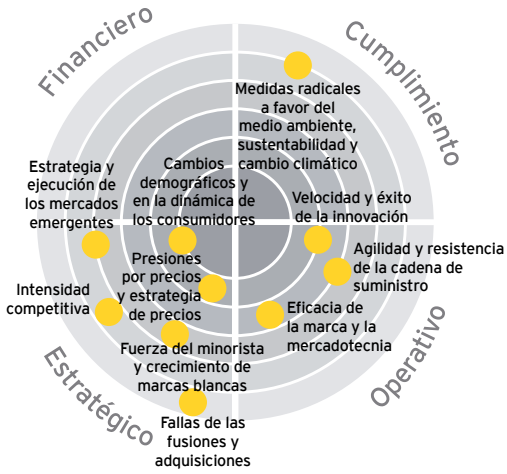 Financiero
Cumplimiento
Medidas radicales
a favor del
medio ambiente,
sustentabilidad y
cambio climático
Estrategia y
ejecución de
los mercados
emergentes
Cambios
demográficos y
en la dinámica de
los consumidores
Velocidad y éxito
de la innovación
Agilidad y resistencia
de la cadena de
suministro
Presiones
por precios
y estrategia
de precios
Intensidad
competitiva
Eficacia de
la marca y la
mercadotecnia
Fuerza del minorista
y crecimiento de
marcas blancas
Estratégico
Operativo
Fallas de las
fusiones y
adquisiciones